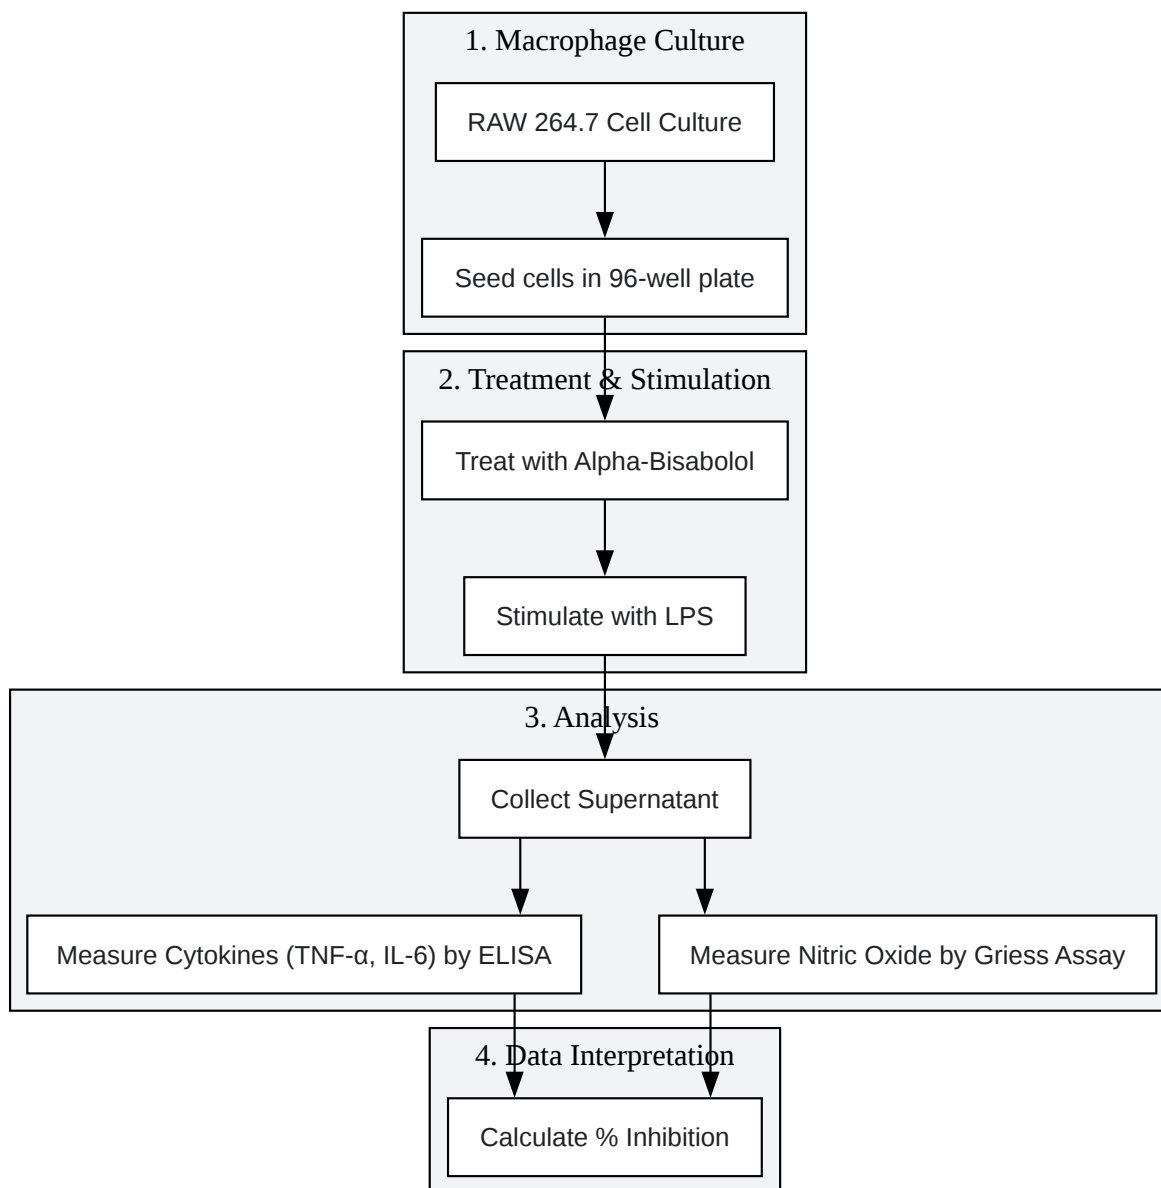 1. Macrophage Culture
RAW 264.7 Cell Culture
Seed cells in 96-well plate
2. Treatment & Stimulation
Treat with Alpha-Bisabolol
Stimulate with LPS
3. Analysis
Collect Supernatant
Measure Cytokines (TNF-α, IL-6) by ELISA
Measure Nitric Oxide by Griess Assay
4. Data Interpretation
Calculate % Inhibition